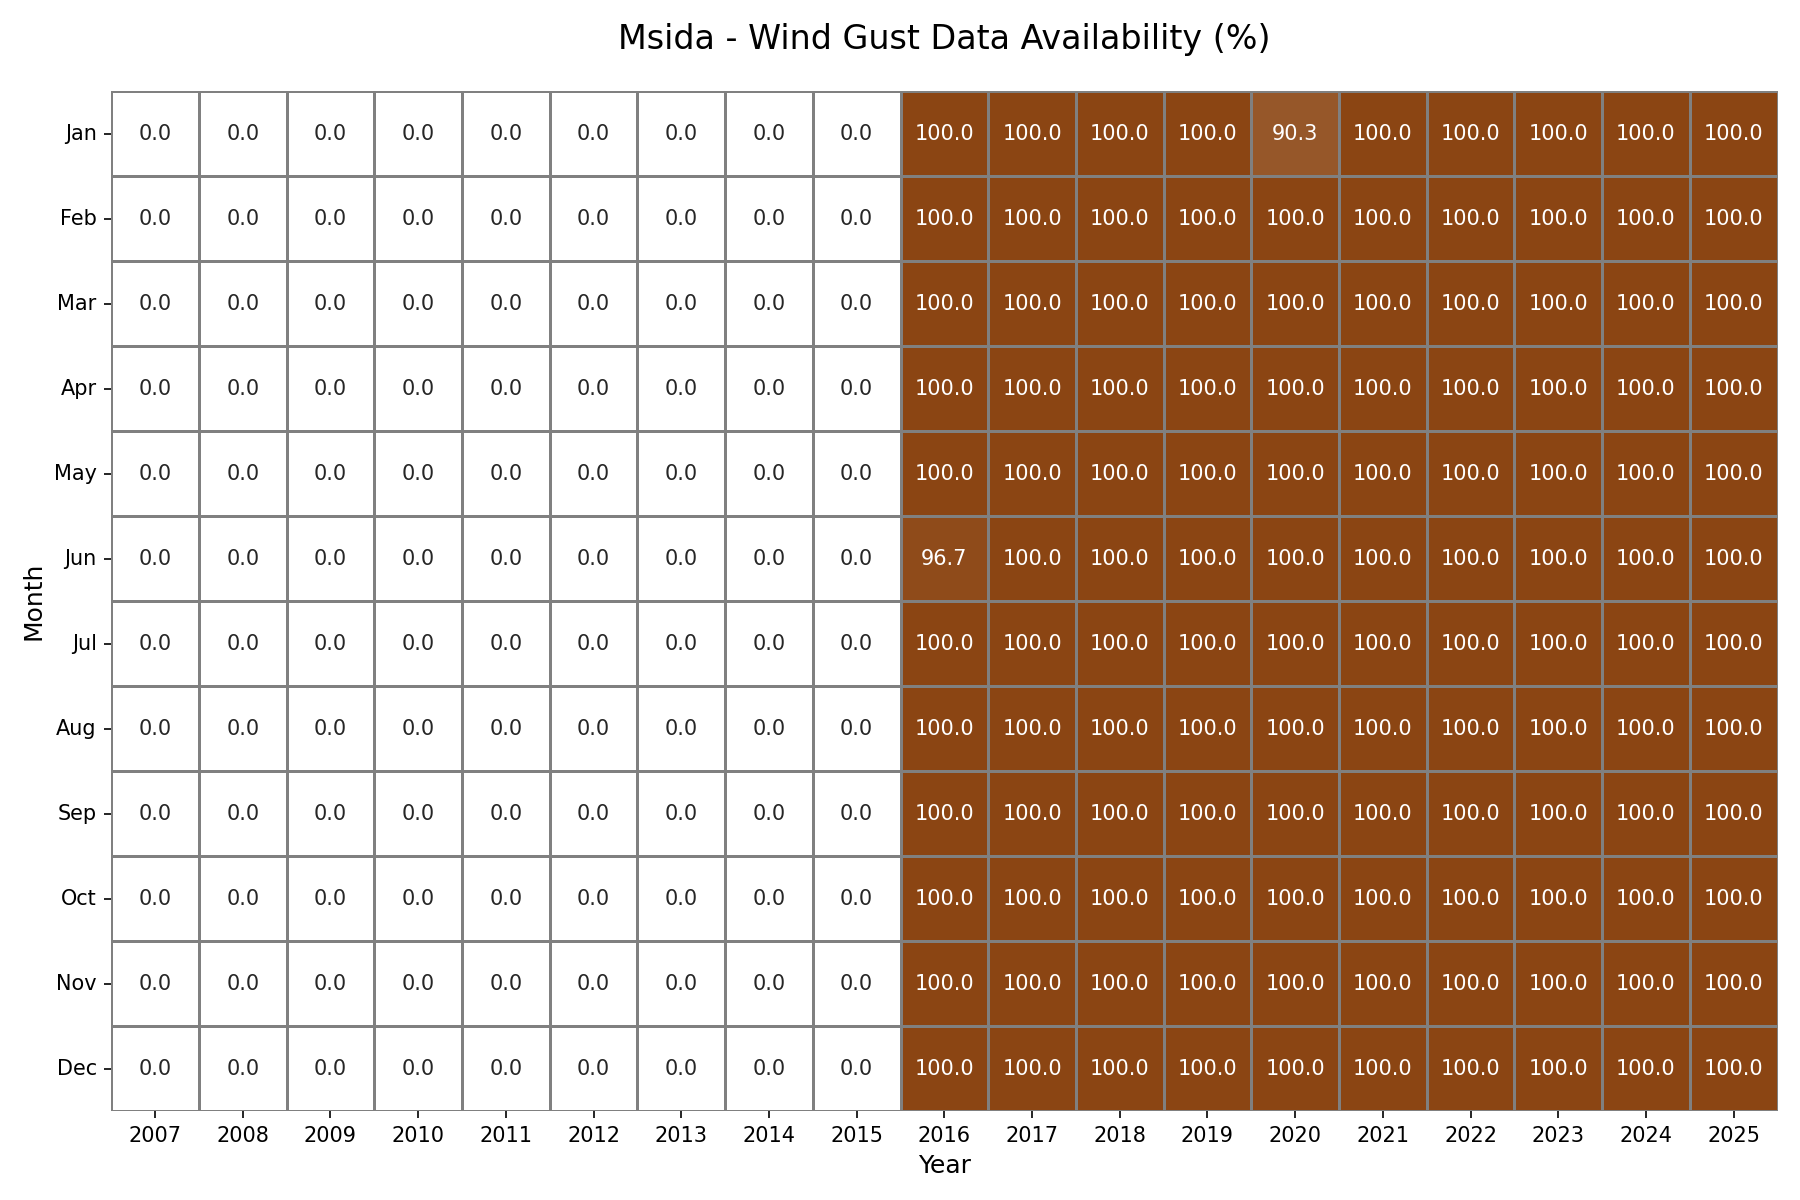 Msida - Wind Gust Data Availability (%)
Jan 0.0 0.0 0.0 0.0 0.0 0.0 0.0 0.0 0.0 100.0 100.0 100.0 100.0 90.3 100.0 100.0 100.0 100.0 100.0
Feb 0.0 0.0 0.0 0.0 0.0 0.0 0.0 0.0 0.0 100.0 100.0 100.0 100.0 100.0 100.0 100.0 100.0 100.0 100.0
Mar 0.0 0.0 0.0 0.0 0.0 0.0 0.0 0.0 0.0 100.0 100.0 100.0 100.0 100.0 100.0 100.0 100.0 100.0 100.0
Apr 0.0 0.0 0.0 0.0 0.0 0.0 0.0 0.0 0.0 100.0 100.0 100.0 100.0 100.0 100.0 100.0 100.0 100.0 100.0
May 0.0 0.0 0.0 0.0 0.0 0.0 0.0 0.0 0.0 100.0 100.0 100.0 100.0 100.0 100.0 100.0 100.0 100.0 100.0
Jun 0.0 0.0 0.0 0.0 0.0 0.0 0.0 0.0 0.0 96.7 100.0 100.0 100.0 100.0 100.0 100.0 100.0 100.0 100.0
Month
Jul 0.0 0.0 0.0 0.0 0.0 0.0 0.0 0.0 0.0 100.0 100.0 100.0 100.0 100.0 100.0 100.0 100.0 100.0 100.0
Aug 0.0 0.0 0.0 0.0 0.0 0.0 0.0 0.0 0.0 100.0 100.0 100.0 100.0 100.0 100.0 100.0 100.0 100.0 100.0
Sep 0.0 0.0 0.0 0.0 0.0 0.0 0.0 0.0 0.0 100.0 100.0 100.0 100.0 100.0 100.0 100.0 100.0 100.0 100.0
Oct 0.0 0.0 0.0 0.0 0.0 0.0 0.0 0.0 0.0 100.0 100.0 100.0 100.0 100.0 100.0 100.0 100.0 100.0 100.0
Nov 0.0 0.0 0.0 0.0 0.0 0.0 0.0 0.0 0.0 100.0 100.0 100.0 100.0 100.0 100.0 100.0 100.0 100.0 100.0
Dec 0.0 0.0 0.0 0.0 0.0 0.0 0.0 0.0 0.0 100.0 100.0 100.0 100.0 100.0 100.0 100.0 100.0 100.0 100.0
2007 2008 2009 2010 2011 2012 2013 2014 2015 2016 2017 2018 2019 2020 2021 2022 2023 2024 2025
Year